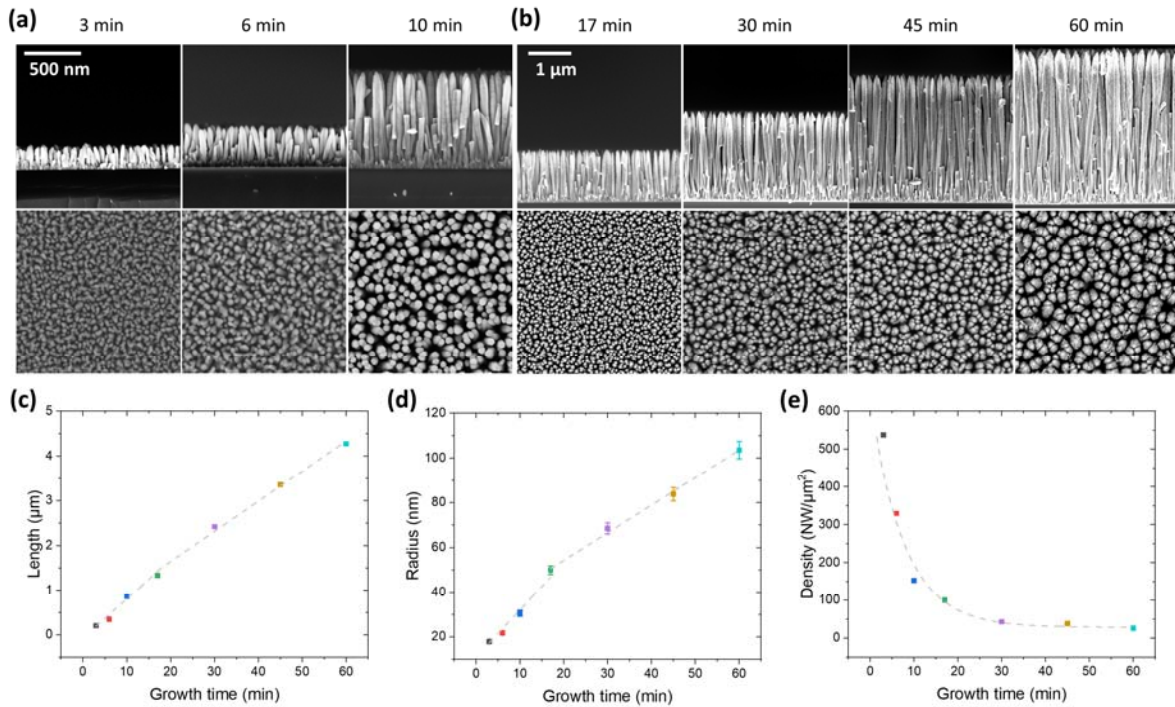 (a) 3 min 6 min 10 min (b) 17 min 30 min 45 min 60 min
500 nm
1 µm
(c)
Length (µm)
5
4
3
2
1
0
0 10 20 30 40 50 60
Growth time (min)
(d)
Radius (nm)
120
100
80
60
40
20
0 10 20 30 40 50 60
Growth time (min)
(e)
Density (NW/µm²)
600
500
400
300
200
150
100
50
0
0 10 20 30 40 50 60
Growth time (min)